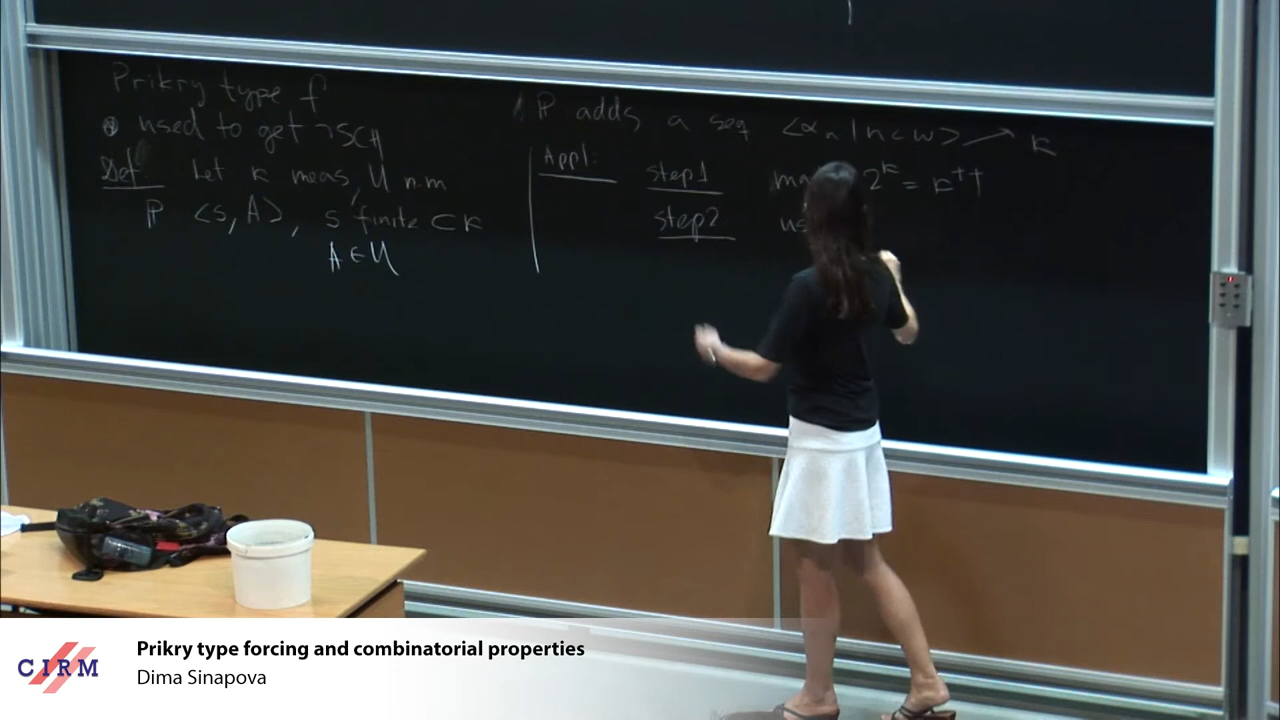 Prikry type f
• used to get ¬SCH
Def Let κ meas, U n.m
ℙ <s, A>, s finite ⊂ κ
A ∈ U
ℙ adds a seq <αₙ | n < ω> ↗ κ
Appl: step1 2^κ = κ⁺⁺
step2
CIRM
Prikry type forcing and combinatorial properties
Dima Sinapova